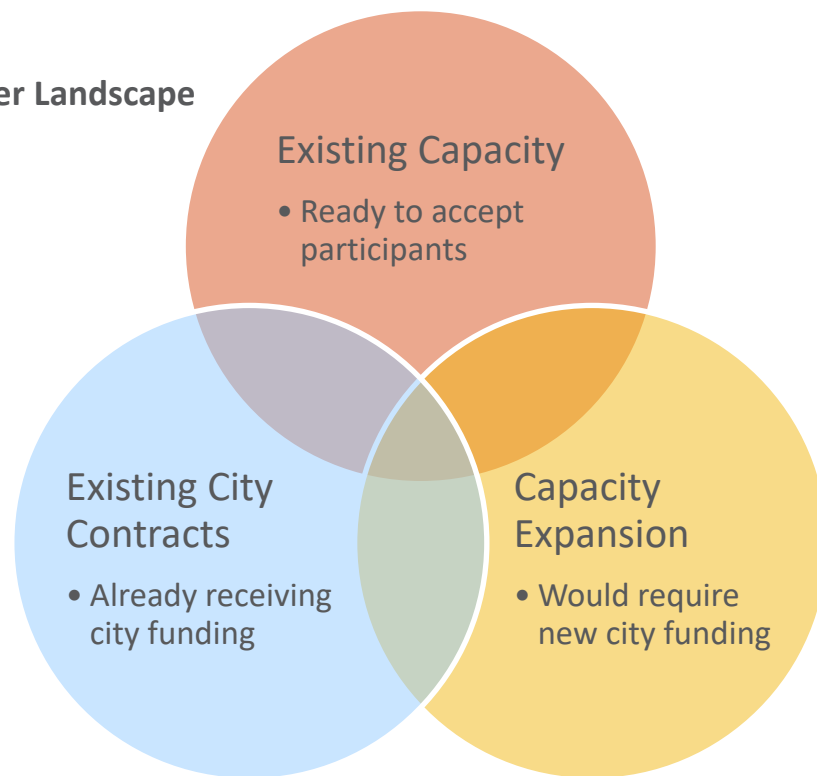 er Landscape
Existing Capacity
• Ready to accept
participants
Existing City
Contracts
• Already receiving
city funding
Capacity
Expansion
• Would require
new city funding